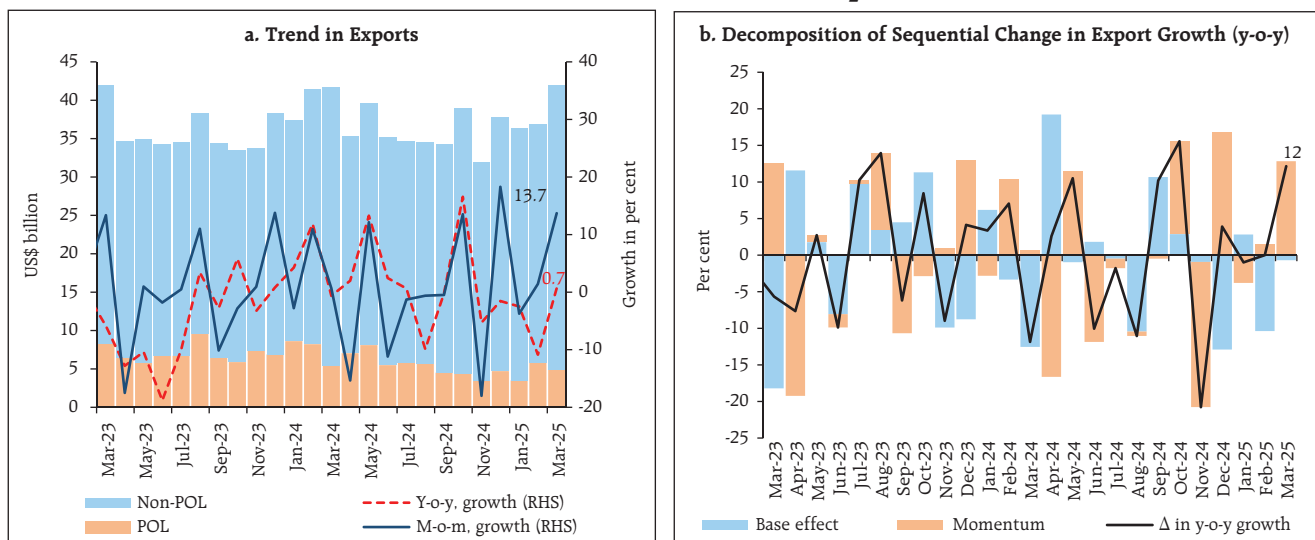 a. Trend in Exports
US$ billion
45
40
35
30
25
20
15
10
5
0
Growth in per cent
40
30
20
10
0
-10
-20
13.7
0.7
Mar-23
May-23
Jul-23
Sep-23
Nov-23
Jan-24
Mar-24
May-24
Jul-24
Sep-24
Nov-24
Jan-25
Mar-25
Non-POL
Y-o-y, growth (RHS)
POL
M-o-m, growth (RHS)
b. Decomposition of Sequential Change in Export Growth (y-o-y)
Per cent
25
20
15
10
5
0
-5
-10
-15
-20
-25
12
Mar-23
Apr-23
May-23
Jun-23
Jul-23
Aug-23
Sep-23
Oct-23
Nov-23
Dec-23
Jan-24
Feb-24
Mar-24
Apr-24
May-24
Jun-24
Jul-24
Aug-24
Sep-24
Oct-24
Nov-24
Dec-24
Jan-25
Feb-25
Mar-25
Base effect
Momentum
Δ in y-o-y growth